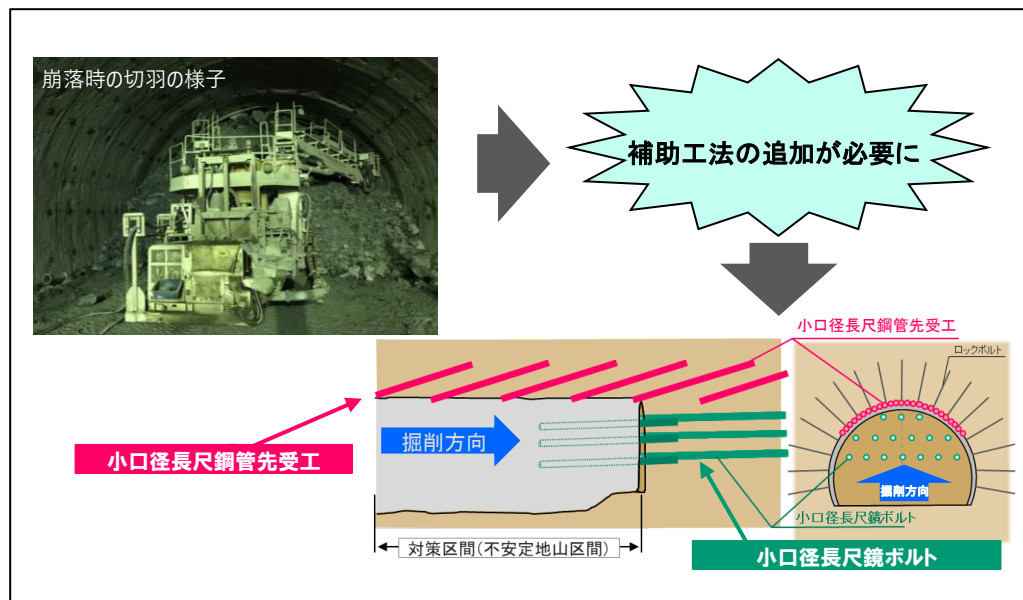 崩落時の切羽の様子
補助工法の追加が必要に
小口径長尺鋼管先受工
ロックボルト
掘削方向
小口径長尺鋼管先受工
掘削方向
小口径長尺鏡ボルト
対策区間(不安定地山区間)
小口径長尺鏡ボルト